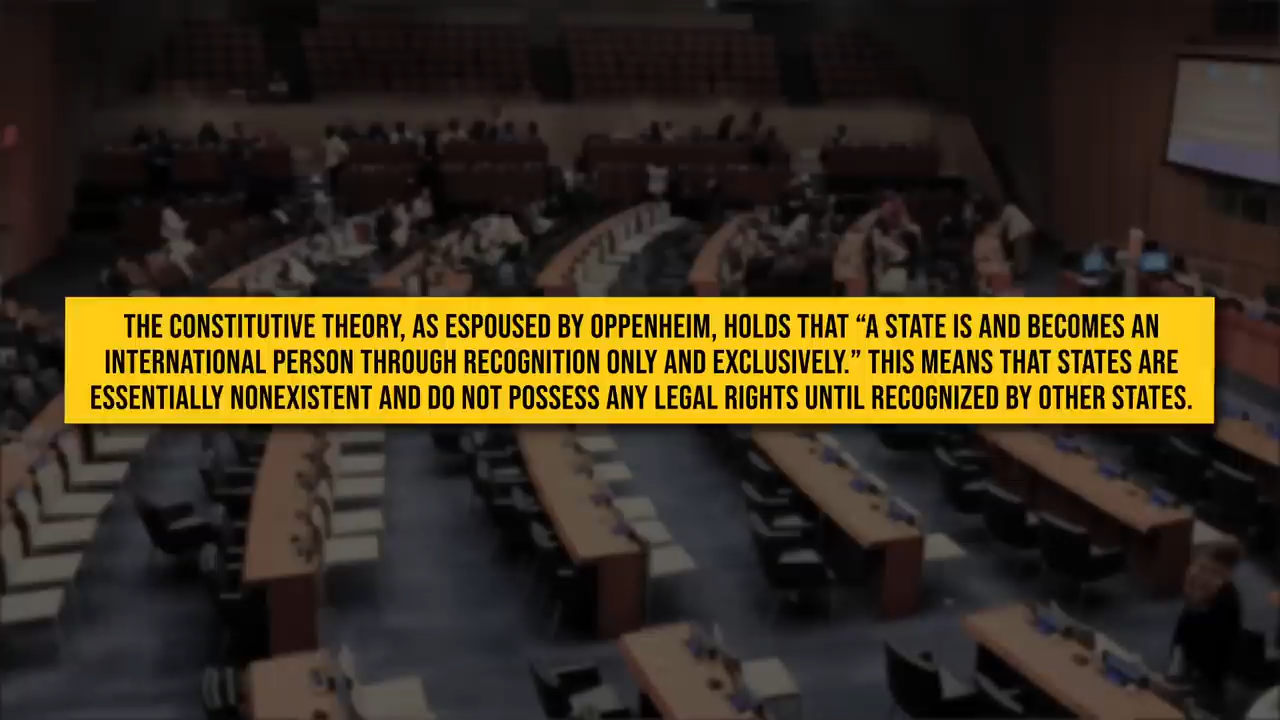 THE CONSTITUTIVE THEORY, AS ESPOUSED BY OPPENHEIM, HOLDS THAT “A STATE IS AND BECOMES AN
INTERNATIONAL PERSON THROUGH RECOGNITION ONLY AND EXCLUSIVELY.” THIS MEANS THAT STATES ARE
ESSENTIALLY NONEXISTENT AND DO NOT POSSESS ANY LEGAL RIGHTS UNTIL RECOGNIZED BY OTHER STATES.